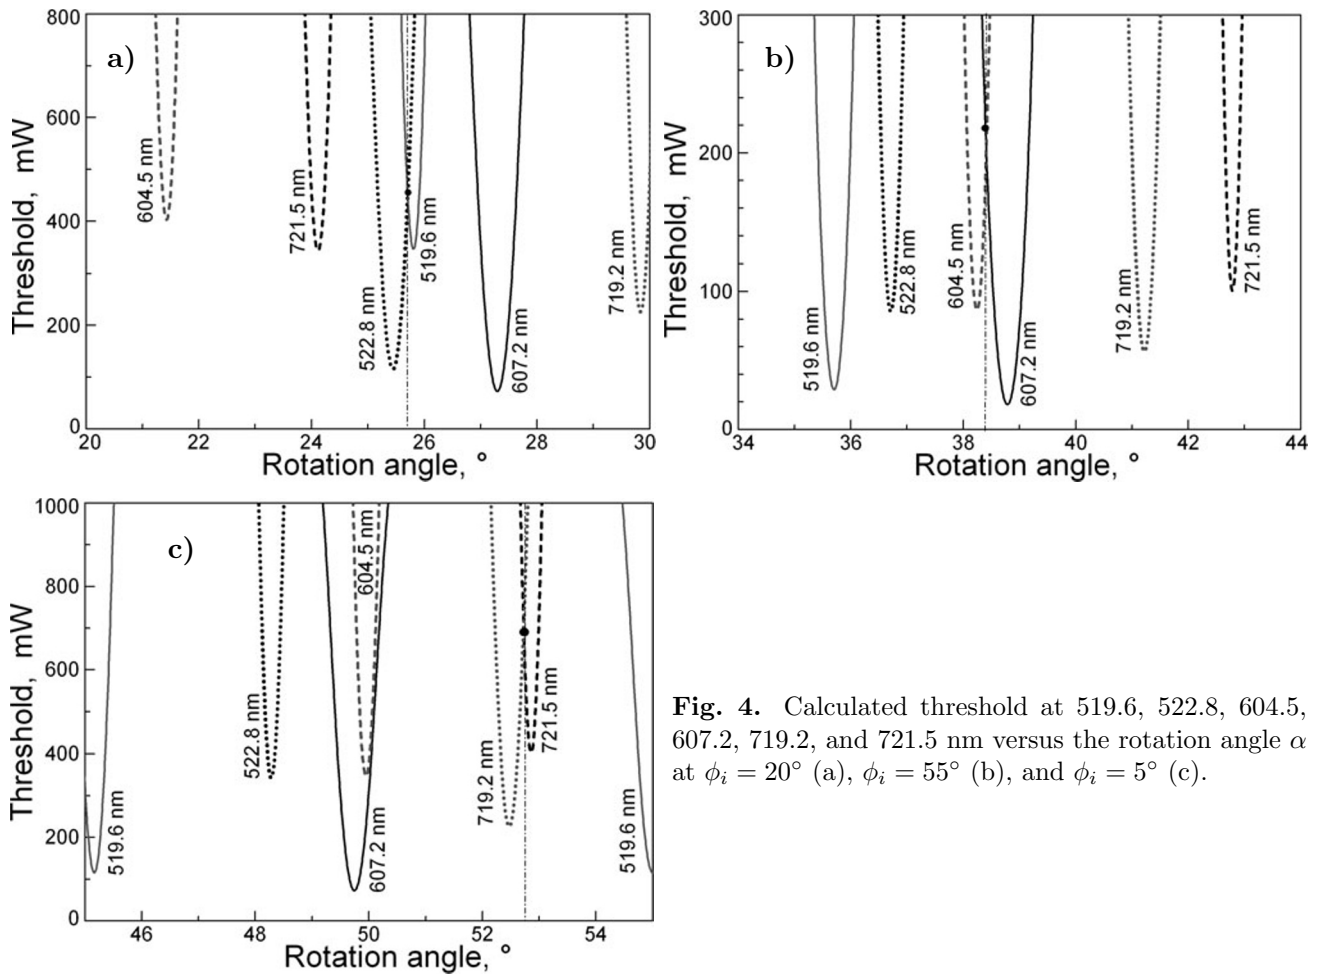 a)
800
600
400
200
0
Threshold, mW
604.5 nm
721.5 nm
522.8 nm
519.6 nm
607.2 nm
719.2 nm
20 22 24 26 28 30
Rotation angle, °
b)
300
200
100
0
Threshold, mW
519.6 nm
522.8 nm
604.5 nm
607.2 nm
719.2 nm
721.5 nm
34 36 38 40 42 44
Rotation angle, °
c)
1000
800
600
400
200
0
Threshold, mW
519.6 nm
522.8 nm
607.2 nm
604.5 nm
719.2 nm
721.5 nm
519.6 nm
46 48 50 52 54
Rotation angle, °
Fig. 4. Calculated threshold at 519.6, 522.8, 604.5,
607.2, 719.2, and 721.5 nm versus the rotation angle α
at ϕi = 20° (a), ϕi = 55° (b), and ϕi = 5° (c).